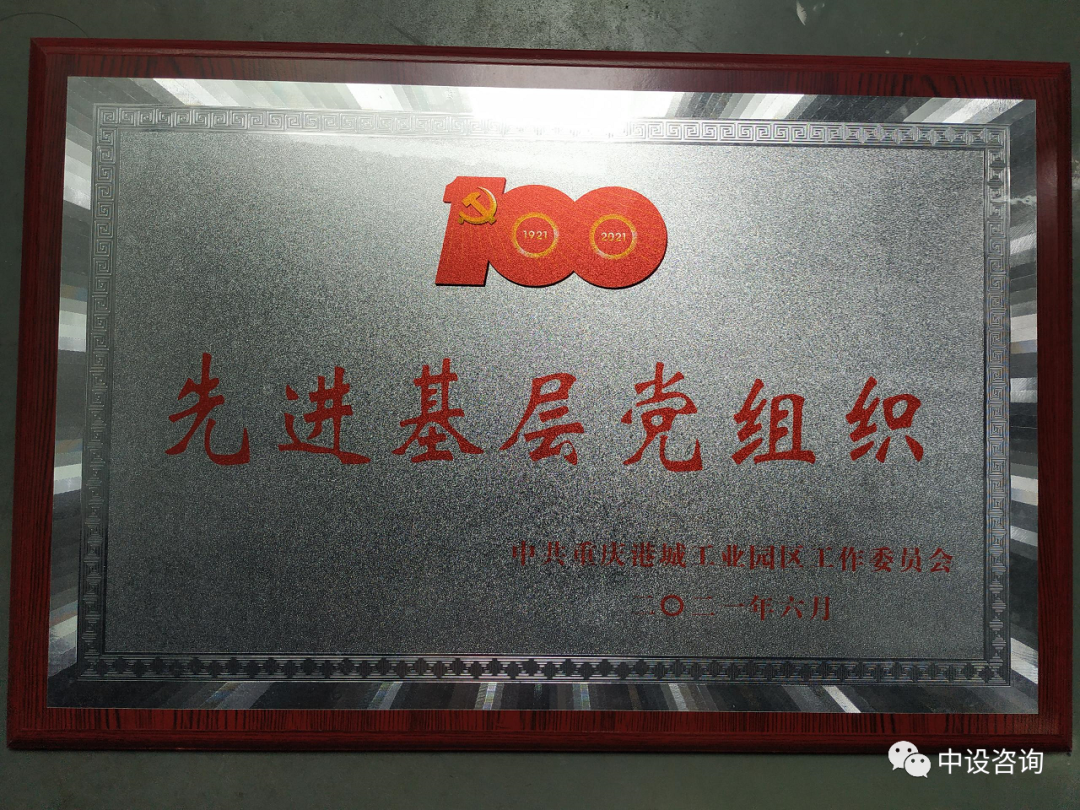 100
1921 2021
先进基层党组织
中共重庆港城工业园区工作委员会
二〇二一年六月
中设咨询